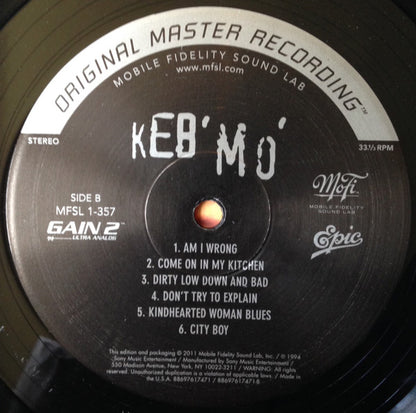 ORIGINAL MASTER RECORDING™
MOBILE FIDELITY SOUND LAB
www.mfsl.com
STEREO
33⅓ RPM
KEB' MO'
SIDE B
MFSL 1-357
GAIN 2™
ULTRA ANALOG
MoFi
MOBILE FIDELITY
SOUND LAB
Epic
1. AM I WRONG
2. COME ON IN MY KITCHEN
3. DIRTY LOW DOWN AND BAD
4. DON'T TRY TO EXPLAIN
5. KINDHEARTED WOMAN BLUES
6. CITY BOY
This edition and packaging ℗ 2011 Mobile Fidelity Sound Lab, Inc. / ℗ 1994
Sony Music Entertainment / Manufactured by Sony Music Entertainment /
550 Madison Avenue, New York, NY 10022-3211 / WARNING: All rights
reserved. Unauthorized duplication is a violation of applicable laws. / Made in
the U.S.A. 88697617471 / 88697617471-B